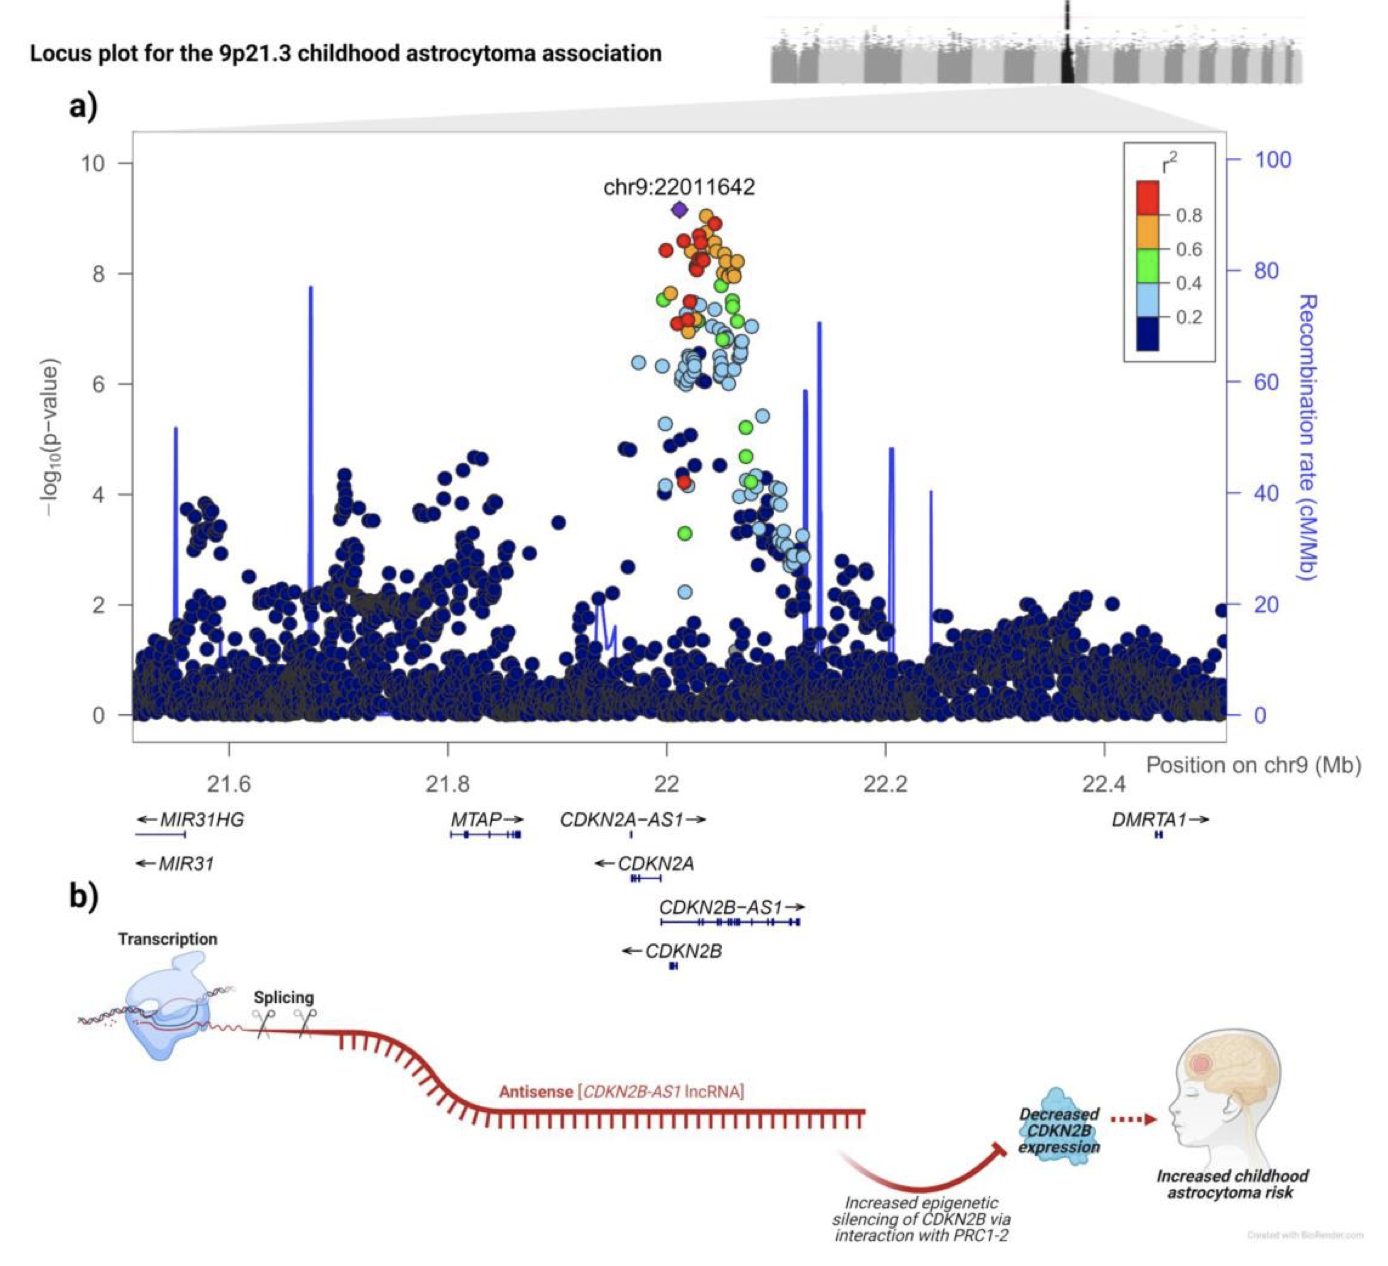 Locus plot for the 9p21.3 childhood astrocytoma association
a)
chr9:22011642
r²
0.8
0.6
0.4
0.2
10
8
6
4
2
0
−log10(p−value)
100
80
60
40
20
0
Recombination rate (cM/Mb)
21.6
21.8
22
22.2
22.4
Position on chr9 (Mb)
←MIR31HG
MTAP→
CDKN2A−AS1→
DMRTA1→
←MIR31
←CDKN2A
CDKN2B−AS1→
←CDKN2B
b)
Transcription
Splicing
Antisense [CDKN2B-AS1 lncRNA]
Increased epigenetic
silencing of CDKN2B via
interaction with PRC1-2
Decreased
CDKN2B
expression
Increased childhood
astrocytoma risk
Created with BioRender.com